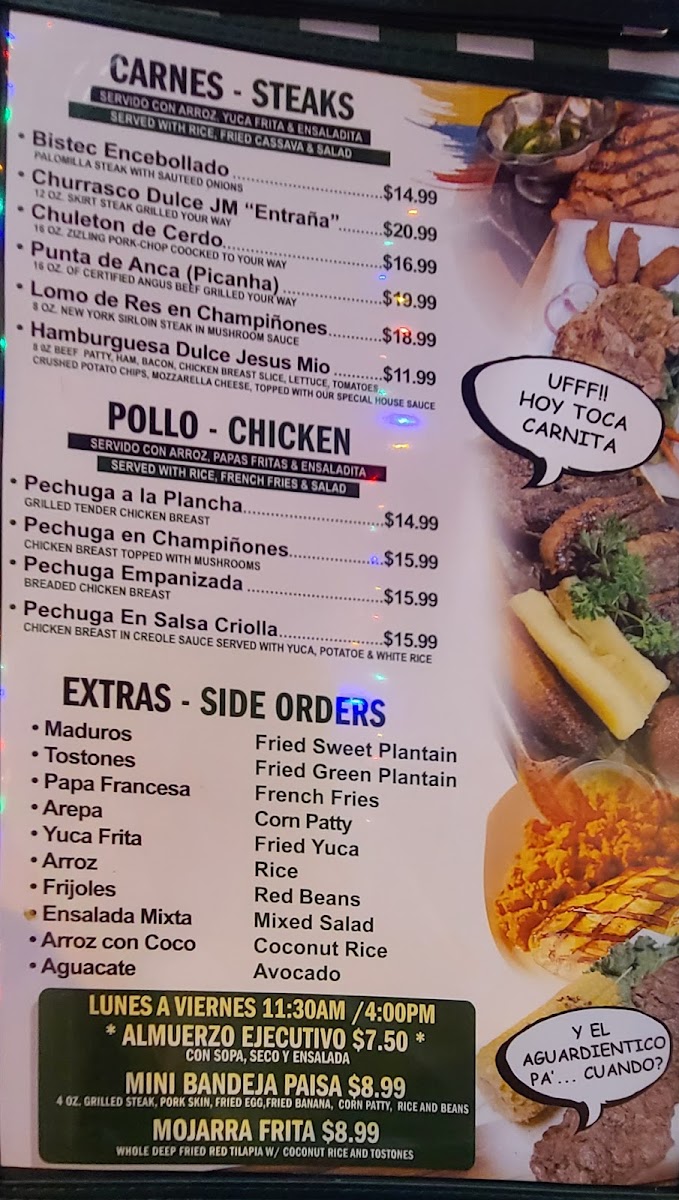 CARNES - STEAKS
SERVIDO CON ARROZ, YUCA FRITA & ENSALADITA
SERVED WITH RICE, FRIED CASSAVA & SALAD
• Bistec Encebollado ..........................$14.99
PALOMILLA STEAK WITH SAUTEED ONIONS
• Churrasco Dulce JM “Entraña”........$20.99
12 OZ. SKIRT STEAK GRILLED YOUR WAY
• Chuleton de Cerdo...........................$16.99
16 OZ. ZIZLING PORK-CHOP COOCKED TO YOUR WAY
• Punta de Anca (Picanha) .................$19.99
16 OZ. OF CERTIFIED ANGUS BEEF GRILLED YOUR WAY
• Lomo de Res en Champiñones..........$18.99
8 OZ. NEW YORK SIRLOIN STEAK IN MUSHROOM SAUCE
• Hamburguesa Dulce Jesus Mio .........$11.99
8 OZ BEEF PATTY, HAM, BACON, CHICKEN BREAST SLICE, LETTUCE, TOMATOES
CRUSHED POTATO CHIPS, MOZZARELLA CHEESE, TOPPED WITH OUR SPECIAL HOUSE SAUCE
UFFF!!
HOY TOCA
CARNITA
POLLO - CHICKEN
SERVIDO CON ARROZ, PAPAS FRITAS & ENSALADITA
SERVED WITH RICE, FRENCH FRIES & SALAD
• Pechuga a la Plancha.........................$14.99
GRILLED TENDER CHICKEN BREAST
• Pechuga en Champiñones.................$15.99
CHICKEN BREAST TOPPED WITH MUSHROOMS
• Pechuga Empanizada ........................$15.99
BREADED CHICKEN BREAST
• Pechuga En Salsa Criolla...................$15.99
CHICKEN BREAST IN CREOLE SAUCE SERVED WITH YUCA, POTATOE & WHITE RICE
EXTRAS - SIDE ORDERS
• Maduros Fried Sweet Plantain
• Tostones Fried Green Plantain
• Papa Francesa French Fries
• Arepa Corn Patty
• Yuca Frita Fried Yuca
• Arroz Rice
• Frijoles Red Beans
• Ensalada Mixta Mixed Salad
• Arroz con Coco Coconut Rice
• Aguacate Avocado
LUNES A VIERNES 11:30AM /4:00PM
* ALMUERZO EJECUTIVO $7.50 *
CON SOPA, SECO Y ENSALADA
MINI BANDEJA PAISA $8.99
4 OZ. GRILLED STEAK, PORK SKIN, FRIED EGG,FRIED BANANA, CORN PATTY, RICE AND BEANS
MOJARRA FRITA $8.99
WHOLE DEEP FRIED RED TILAPIA W/ COCONUT RICE AND TOSTONES
Y EL
AGUARDIENTICO
PA'... CUANDO?